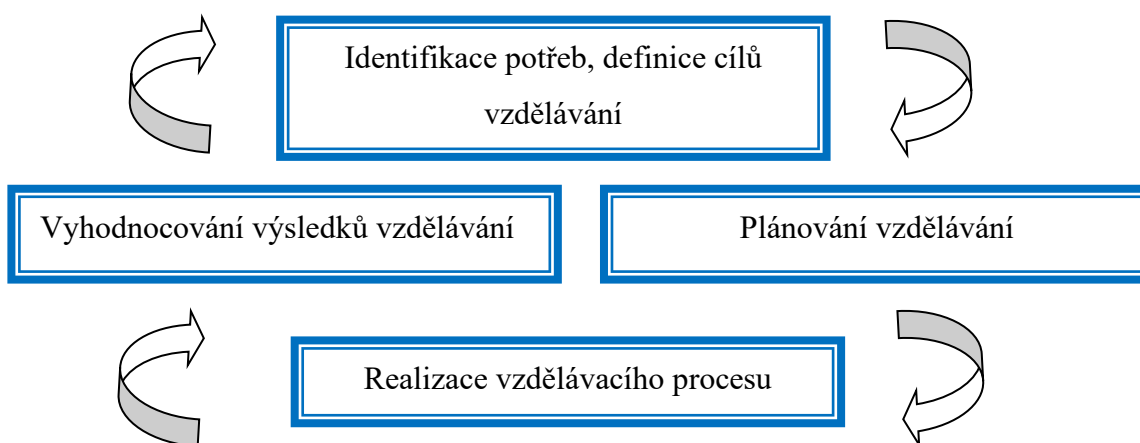 Identifikace potřeb, definice cílů
vzdělávání
Vyhodnocování výsledků vzdělávání
Plánování vzdělávání
Realizace vzdělávacího procesu